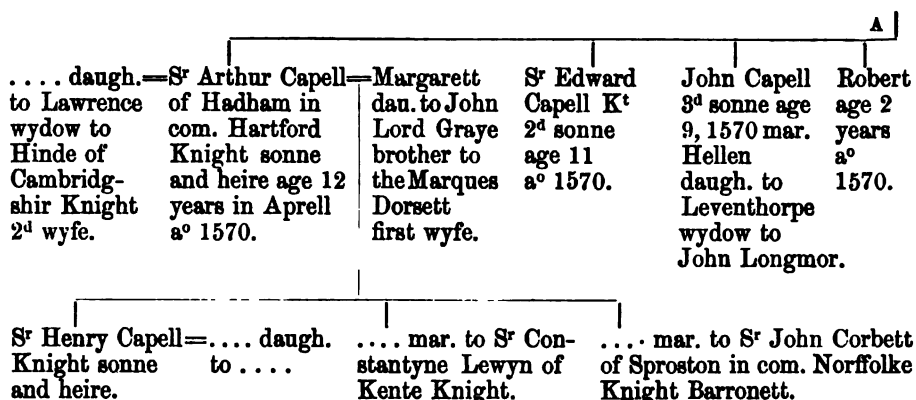 A
.... daugh.=
to Lawrence
wydow to
Hinde of
Cambridg-
shir Knight
2d wyfe.
Sr Arthur Capell=
of Hadham in
com. Hartford
Knight sonne
and heire age 12
years in Aprell
ao 1570.
Margarett
dau. to John
Lord Graye
brother to
the Marques
Dorsett
first wyfe.
Sr Edward
Capell Kt
2d sonne
age 11
ao 1570.
John Capell
3d sonne age
9, 1570 mar.
Hellen
daugh. to
Leventhorpe
wydow to
John Longmor.
Robert
age 2
years
ao
1570.
Sr Henry Capell=
Knight sonne
and heire.
.... daugh.
to ....
.... mar. to Sr Con-
stantyne Lewyn of
Kente Knight.
.... mar. to Sr John Corbett
of Sproston in com. Norffolke
Knight Barronett.